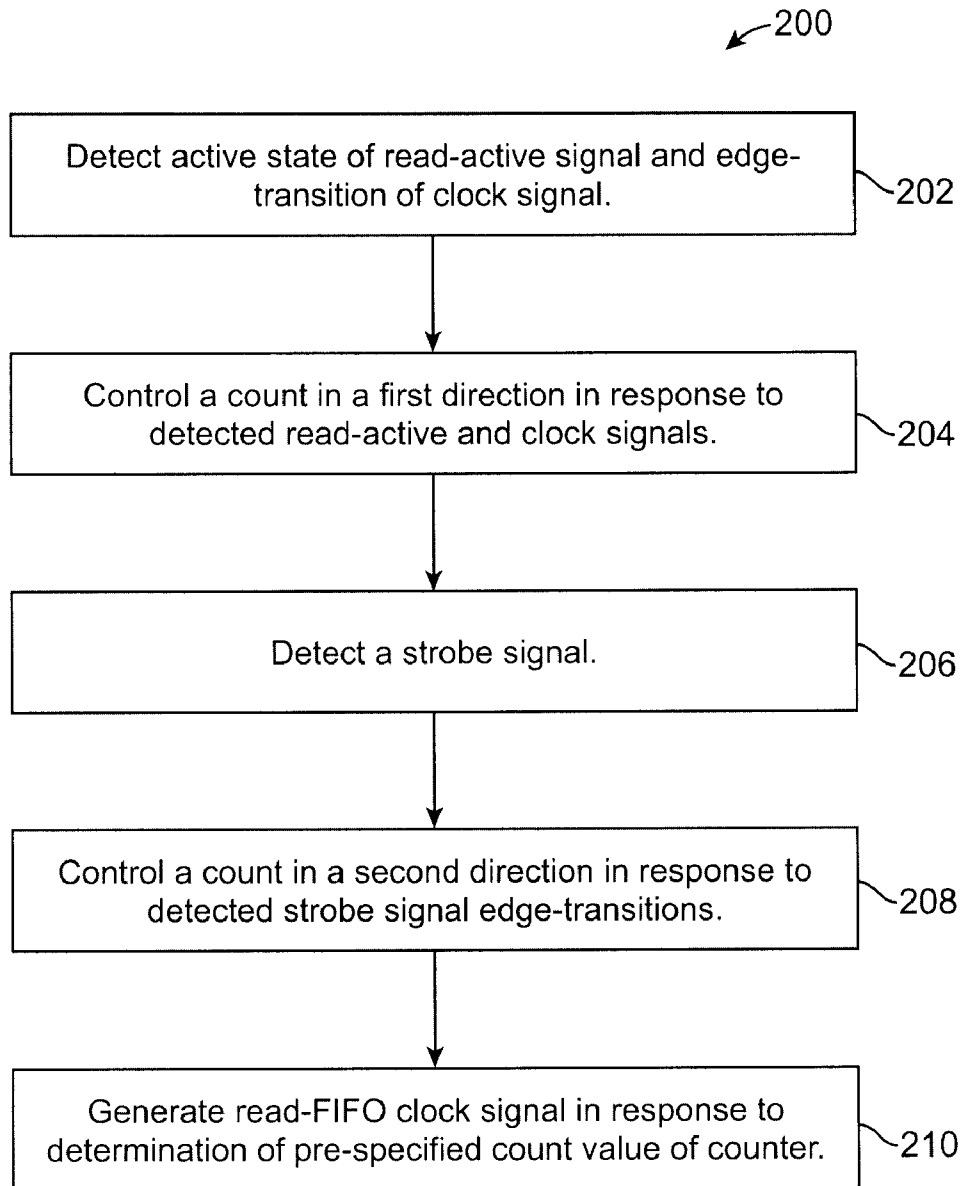 200
Detect active state of read-active signal and edge-
transition of clock signal.
202
Control a count in a first direction in response to
detected read-active and clock signals.
204
Detect a strobe signal.
206
Control a count in a second direction in response to
detected strobe signal edge-transitions.
208
Generate read-FIFO clock signal in response to
determination of pre-specified count value of counter.
210